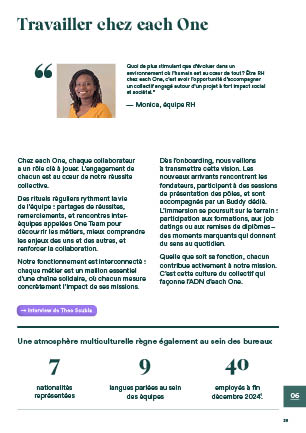 Travailler chez each One
“
Quoi de plus stimulant que d'évoluer dans un
environnement où l'humain est au cœur de tout ? Être RH
chez each One, c'est avoir l'opportunité d'accompagner
un collectif engagé autour d'un projet à fort impact social
et sociétal."
— Monica, équipe RH
Chez each One, chaque collaborateur
a un rôle clé à jouer. L'engagement de
chacun est au cœur de notre réussite
collective.
Des rituels réguliers rythment la vie
de l'équipe : partages de réussites,
remerciements, et rencontres inter-
équipes appelées One Team pour
découvrir les métiers, mieux comprendre
les enjeux des uns et des autres, et
renforcer la collaboration.
Notre fonctionnement est interconnecté :
chaque métier est un maillon essentiel
d'une chaîne solidaire, où chacun mesure
concrètement l'impact de ses missions.
→ Interview de Theo Scubla
Dès l'onboarding, nous veillons
à transmettre cette vision. Les
nouveaux arrivants rencontrent les
fondateurs, participent à des sessions
de présentation des pôles, et sont
accompagnés par un Buddy dédié.
L'immersion se poursuit sur le terrain :
participation aux formations, aux job
datings ou aux remises de diplômes –
des moments marquants qui donnent
du sens au quotidien.
Quelle que soit sa fonction, chacun
contribue activement à notre mission.
C'est cette culture du collectif qui
façonne l'ADN d'each One.
Une atmosphère multiculturelle règne également au sein des bureaux
7
nationalités
représentées
9
langues parlées au sein
des équipes
40
employés à fin
décembre 2024
06
39